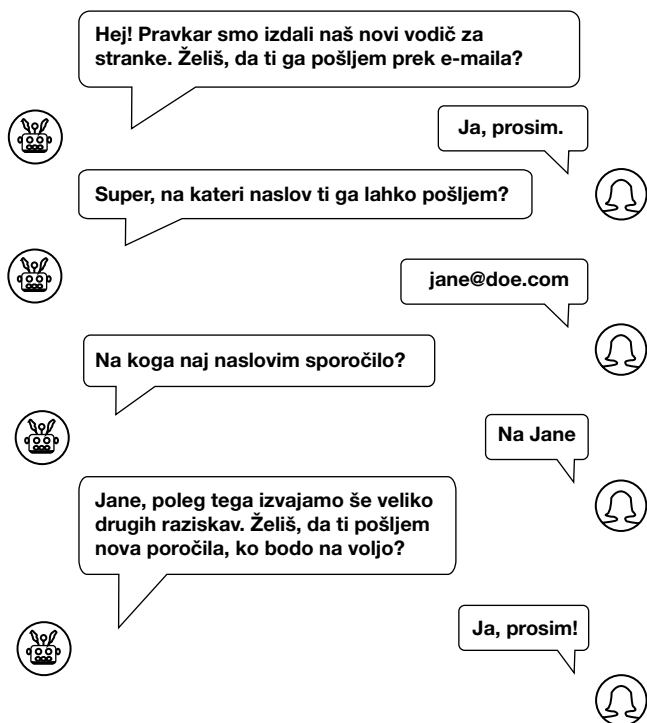 Hej! Pravkar smo izdali naš novi vodič za
stranke. Želiš, da ti ga pošljem prek e-maila?
Ja, prosim.
Super, na kateri naslov ti ga lahko pošljem?
jane@doe.com
Na koga naj naslovim sporočilo?
Na Jane
Jane, poleg tega izvajamo še veliko
drugih raziskav. Želiš, da ti pošljem
nova poročila, ko bodo na voljo?
Ja, prosim!